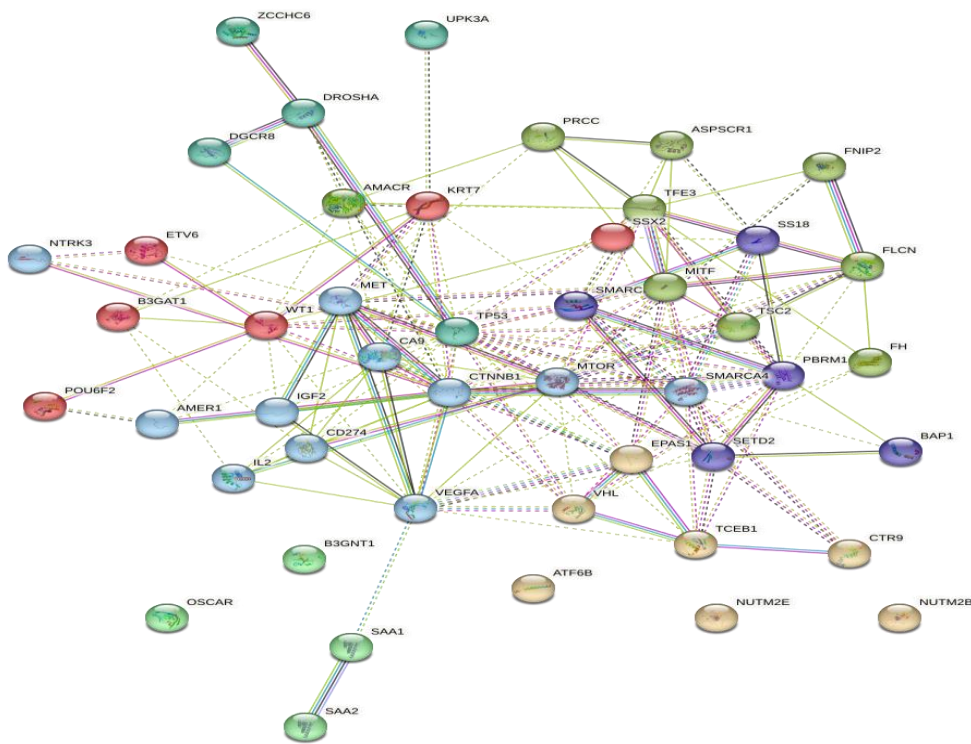 ZCCHC6
UPK3A
DROSHA
PRCC
ASPSCR1
DGCR8
FNIP2
AMACR
KRT7
TFE3
SSX2
SS18
NTRK3
ETV6
FLCN
MET
MITF
SMARC
B3GAT1
WT1
TP53
TSC2
CA9
FH
CTNNB1
MTOR
SMARCA4
PBRM1
POU6F2
AMER1
IGF2
CD274
EPAS1
SETD2
BAP1
IL2
VEGFA
VHL
TCEB1
CTR9
B3GNT1
ATF6B
OSCAR
NUTM2E
NUTM2B
SAA1
SAA2